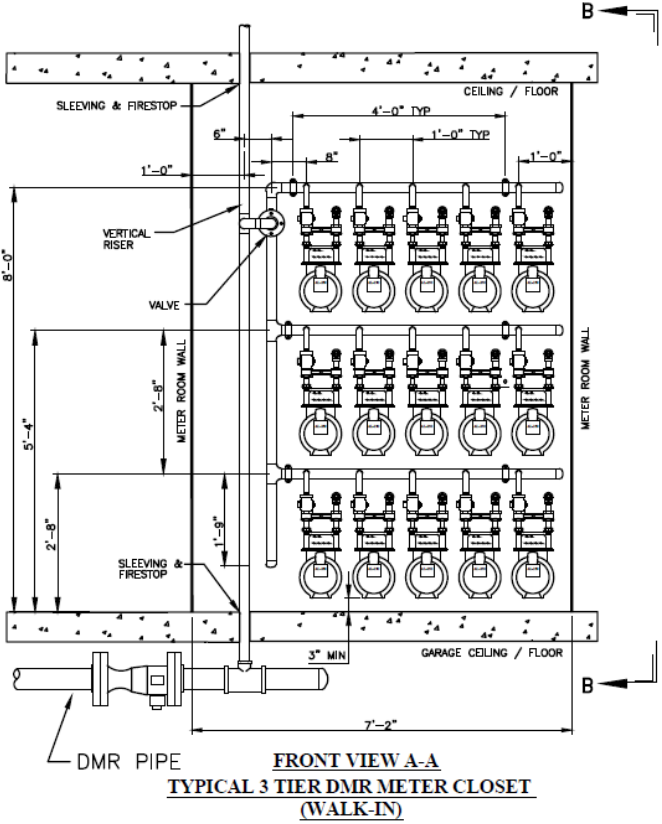 B
SLEEVING & FIRESTOP
CEILING / FLOOR
4'-0" TYP
6"
1'-0" TYP
8"
1'-0"
1'-0"
VERTICAL
RISER
VALVE
8'-0"
METER ROOM WALL
METER ROOM WALL
2'-8"
5'-4"
2'-8"
1'-9"
SLEEVING &
FIRESTOP
3" MIN
GARAGE CEILING / FLOOR
B
7'-2"
DMR PIPE
FRONT VIEW A-A
TYPICAL 3 TIER DMR METER CLOSET
(WALK-IN)